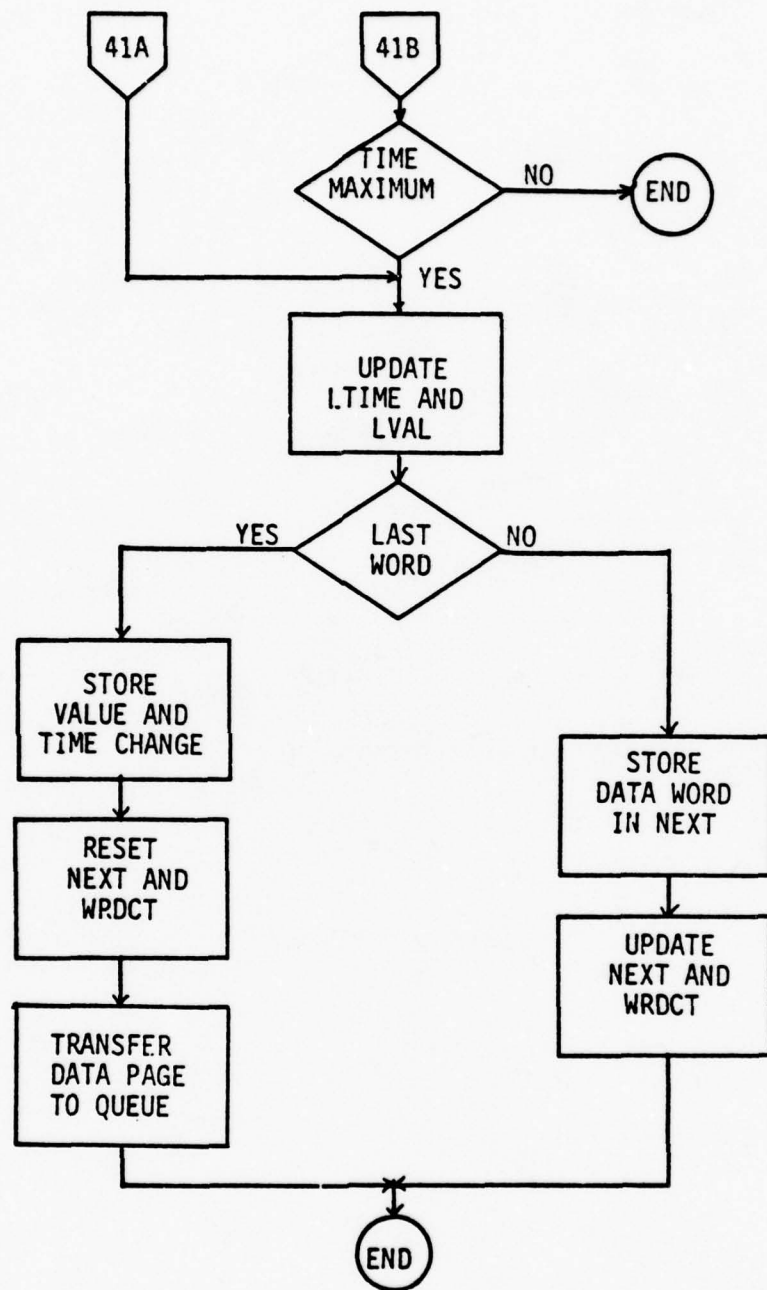 41A
41B
TIME
MAXIMUM
NO
END
YES
UPDATE
LTIME AND
LVAL
YES
LAST
WORD
NO
STORE
VALUE AND
TIME CHANGE
STORE
DATA WORD
IN NEXT
RESET
NEXT AND
WRDCT
UPDATE
NEXT AND
WRDCT
TRANSFER
DATA PAGE
TO QUEUE
END